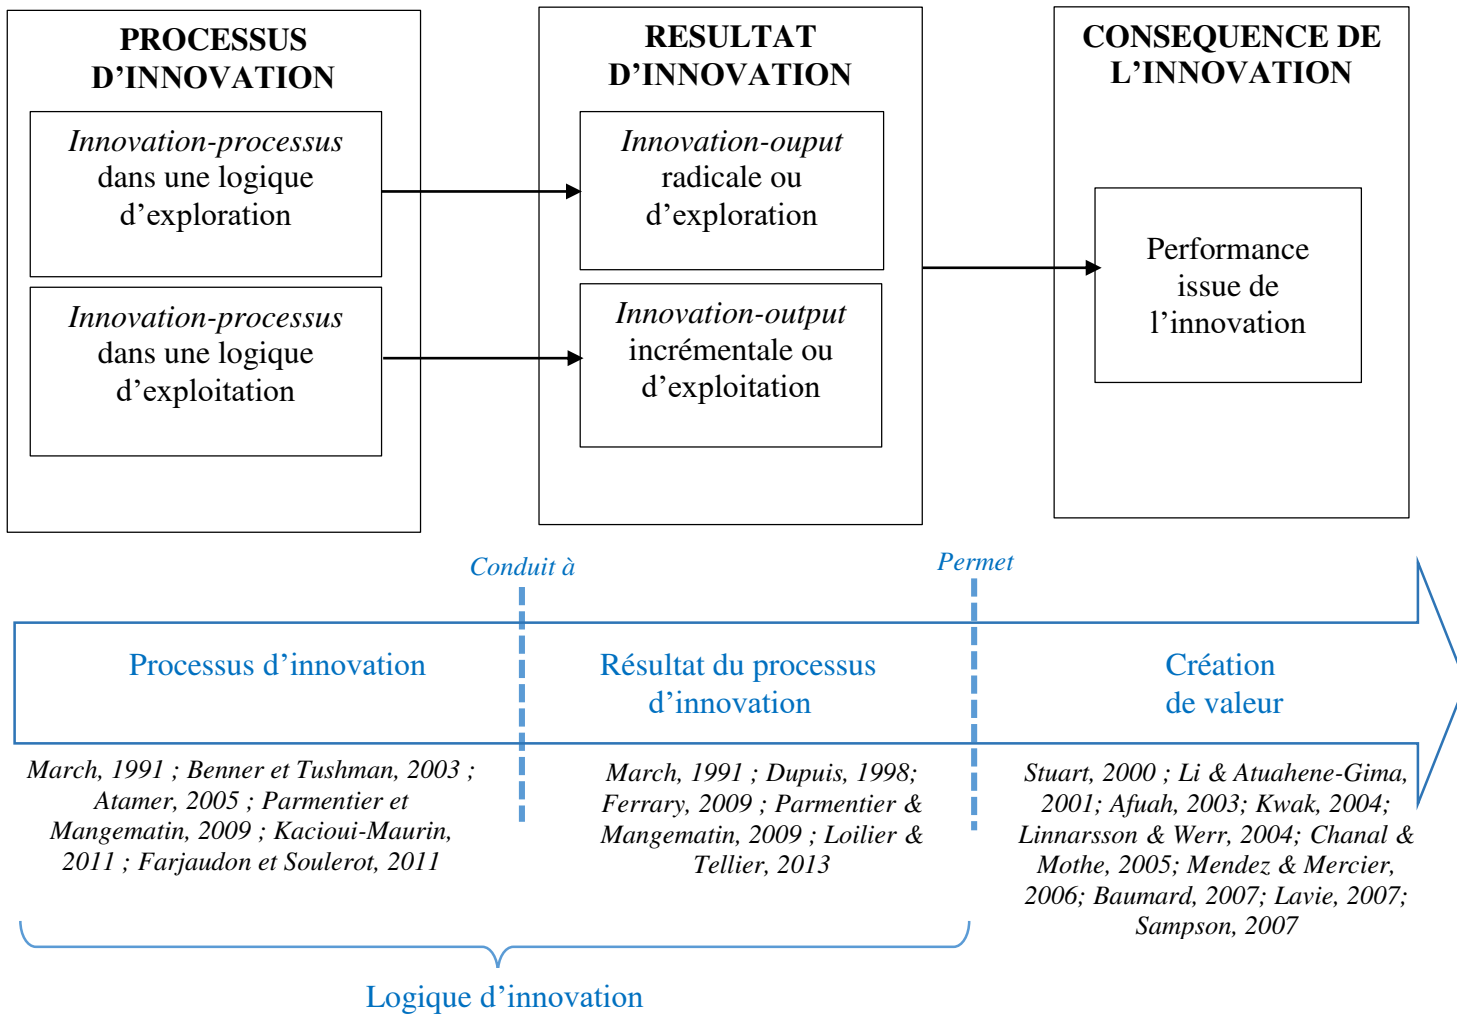 PROCESSUS
D’INNOVATION
Innovation-processus
dans une logique
d’exploration
Innovation-processus
dans une logique
d’exploitation
RESULTAT
D’INNOVATION
Innovation-ouput
radicale ou
d’exploration
Innovation-output
incrémentale ou
d’exploitation
CONSEQUENCE DE
L’INNOVATION
Performance
issue de
l’innovation
Conduit à
Permet
Processus d’innovation
Résultat du processus
d’innovation
Création
de valeur
March, 1991 ; Benner et Tushman, 2003 ;
Atamer, 2005 ; Parmentier et
Mangematin, 2009 ; Kacioui-Maurin,
2011 ; Farjaudon et Soulerot, 2011
March, 1991 ; Dupuis, 1998;
Ferrary, 2009 ; Parmentier &
Mangematin, 2009 ; Loilier &
Tellier, 2013
Stuart, 2000 ; Li & Atuahene-Gima,
2001; Afuah, 2003; Kwak, 2004;
Linnarsson & Werr, 2004; Chanal &
Mothe, 2005; Mendez & Mercier,
2006; Baumard, 2007; Lavie, 2007;
Sampson, 2007
Logique d’innovation